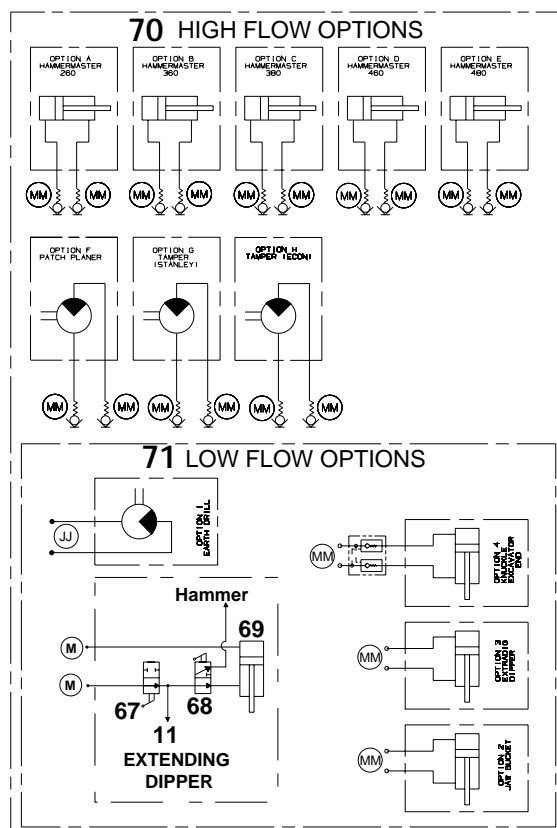 70 HIGH FLOW OPTIONS
OPTION A
HAMMERMASTER
260
OPTION B
HAMMERMASTER
360
OPTION C
HAMMERMASTER
380
OPTION D
HAMMERMASTER
460
OPTION E
HAMMERMASTER
480
MM MM MM MM MM MM MM MM MM MM
OPTION F
PATCH PLANER
OPTION G
TAMPER
(STANLEY)
OPTION H
TAMPER (ECON)
MM MM MM MM MM MM
71 LOW FLOW OPTIONS
JJ
OPTION 1
EARTH DRILL
MM
OPTION 4
KNUCKLE
EXCAVATOR
END
Hammer
69
M
M
67
68
11
EXTENDING
DIPPER
MM
OPTION 3
EXTRADIG
DIPPER
MM
OPTION 2
JAW BUCKET